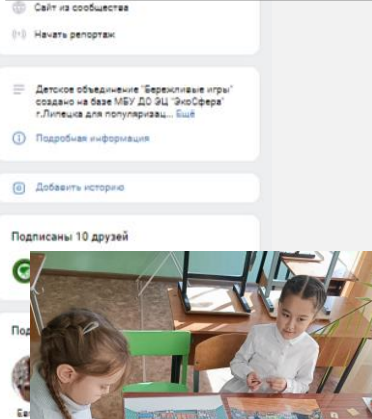 Сайт из сообщества
Начать репортаж
Детское объединение "Бережливые игры"
создано на базе МБУ ДО ЭЦ "ЭкоСфера"
г.Липецка для популяризац... Ещё
Подробная информация
Добавить историю
Подписаны 10 друзей